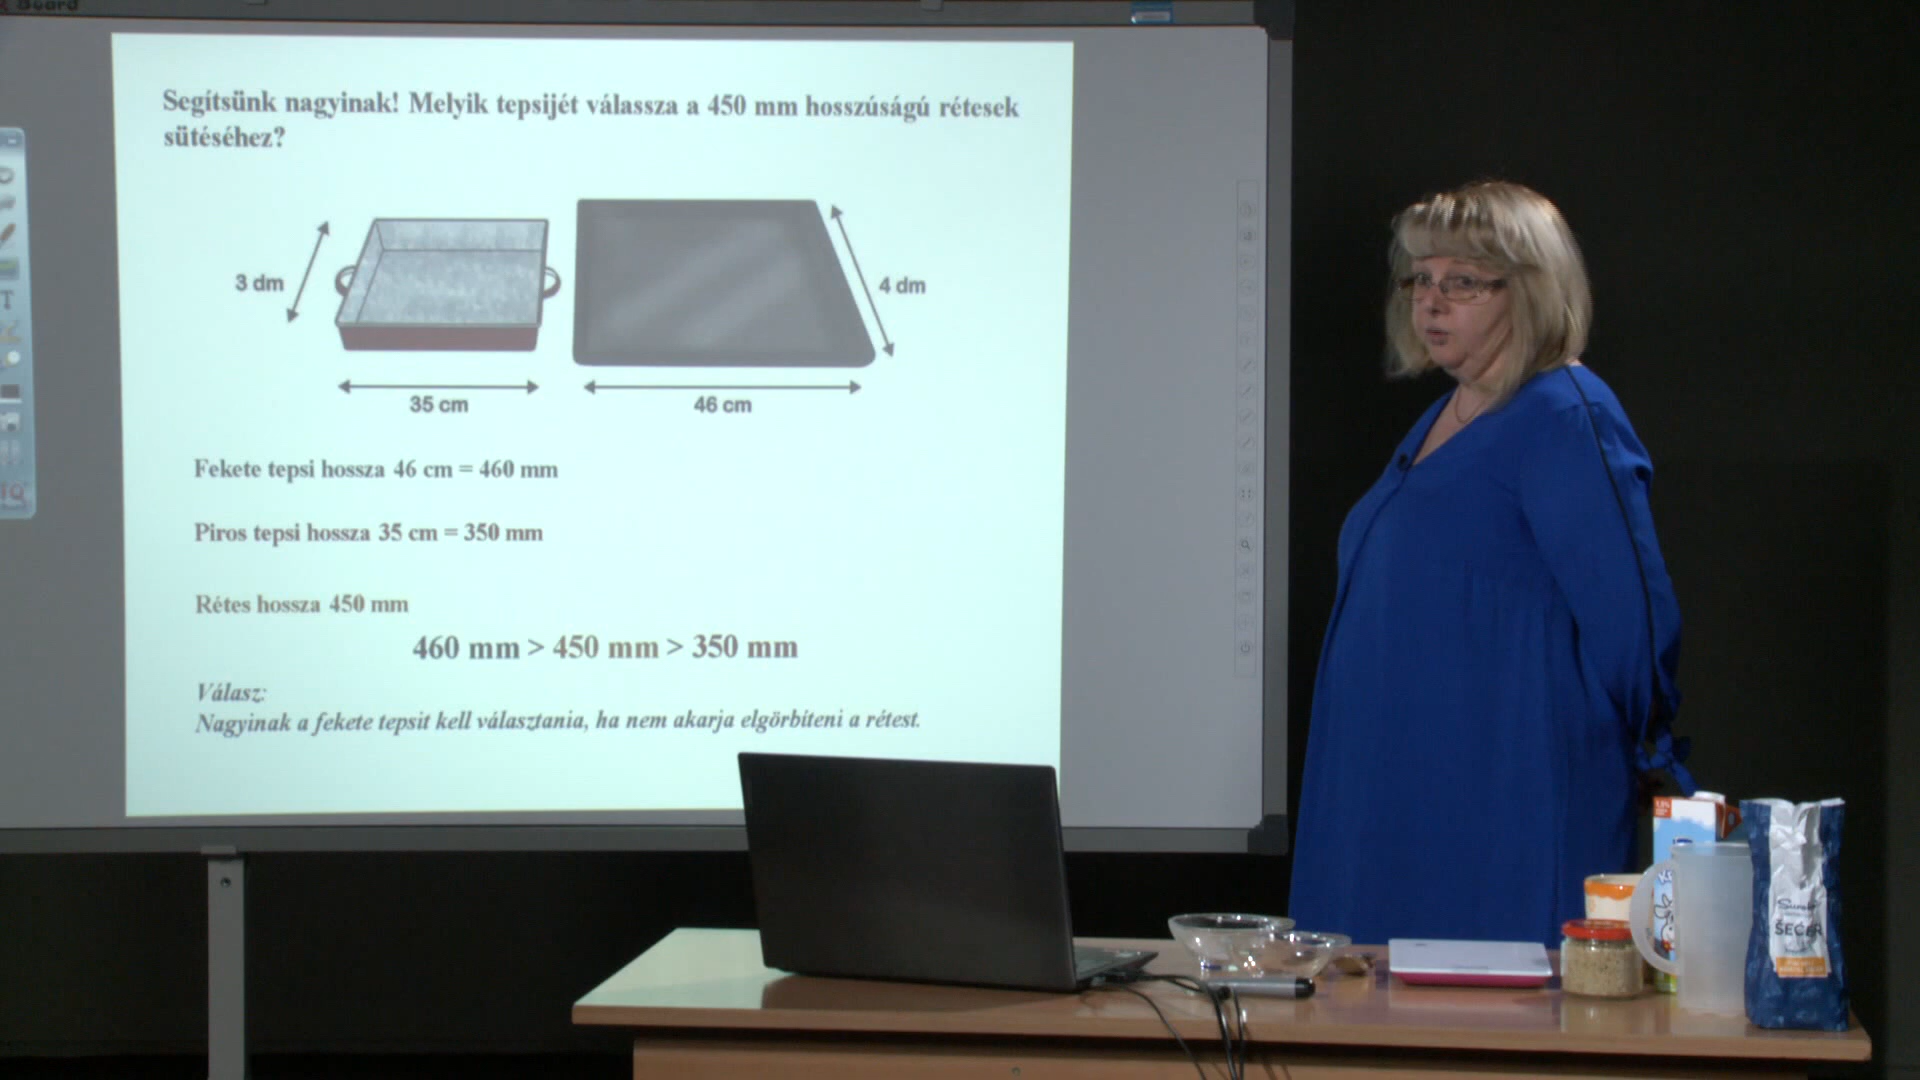 Board
Segítsünk nagyinak! Melyik tepsijét válassza a 450 mm hosszúságú rétesek
sütéséhez?
3 dm
4 dm
35 cm
46 cm
Fekete tepsi hossza 46 cm = 460 mm
Piros tepsi hossza 35 cm = 350 mm
Rétes hossza 450 mm
460 mm > 450 mm > 350 mm
Válasz:
Nagyinak a fekete tepsit kell választania, ha nem akarja elgörbíteni a rétest.
T
ŠEĆER